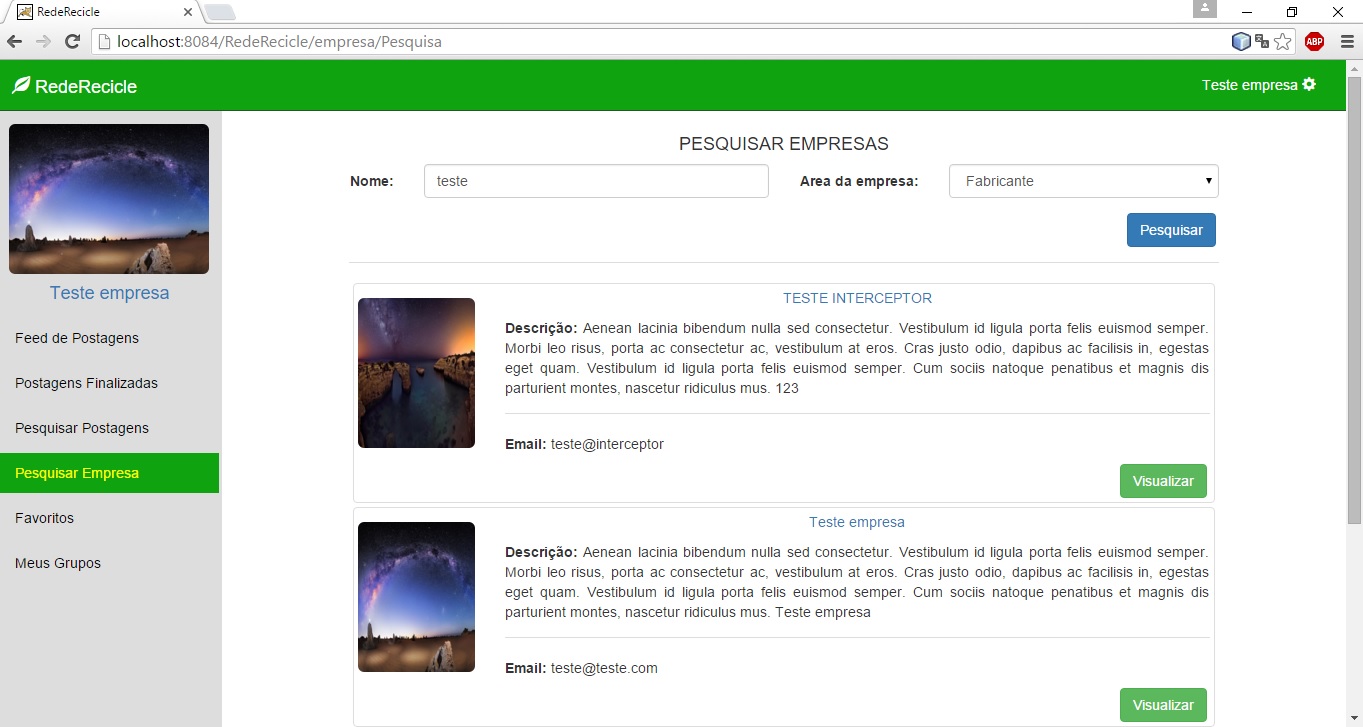 RedeRecicle
localhost:8084/RedeRecicle/empresa/Pesquisa
ABP
RedeRecicle
Teste empresa
Teste empresa
Feed de Postagens
Postagens Finalizadas
Pesquisar Postagens
Pesquisar Empresa
Favoritos
Meus Grupos
PESQUISAR EMPRESAS
Nome: teste Area da empresa: Fabricante
Pesquisar
TESTE INTERCEPTOR
Descrição: Aenean lacinia bibendum nulla sed consectetur. Vestibulum id ligula porta felis euismod semper.
Morbi leo risus, porta ac consectetur ac, vestibulum at eros. Cras justo odio, dapibus ac facilisis in, egestas
eget quam. Vestibulum id ligula porta felis euismod semper. Cum sociis natoque penatibus et magnis dis
parturient montes, nascetur ridiculus mus. 123
Email: teste@interceptor
Visualizar
Teste empresa
Descrição: Aenean lacinia bibendum nulla sed consectetur. Vestibulum id ligula porta felis euismod semper.
Morbi leo risus, porta ac consectetur ac, vestibulum at eros. Cras justo odio, dapibus ac facilisis in, egestas
eget quam. Vestibulum id ligula porta felis euismod semper. Cum sociis natoque penatibus et magnis dis
parturient montes, nascetur ridiculus mus. Teste empresa
Email: teste@teste.com
Visualizar